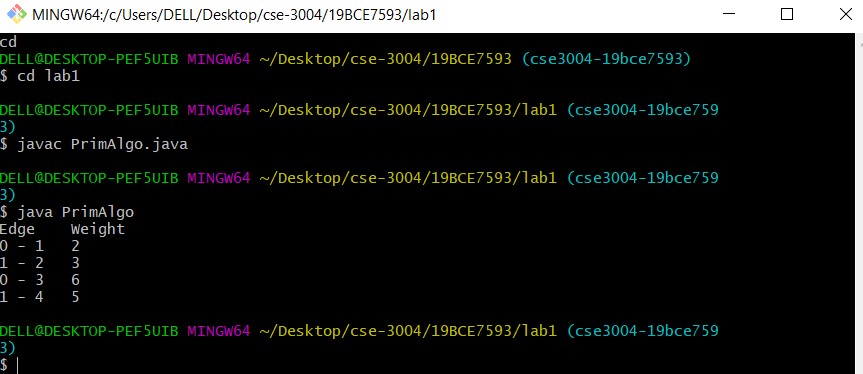 MINGW64:/c/Users/DELL/Desktop/cse-3004/19BCE7593/lab1
cd
DELL@DESKTOP-PEF5UIB MINGW64 ~/Desktop/cse-3004/19BCE7593 (cse3004-19bce7593)
$ cd lab1
DELL@DESKTOP-PEF5UIB MINGW64 ~/Desktop/cse-3004/19BCE7593/lab1 (cse3004-19bce759
3)
$ javac PrimAlgo.java
DELL@DESKTOP-PEF5UIB MINGW64 ~/Desktop/cse-3004/19BCE7593/lab1 (cse3004-19bce759
3)
$ java PrimAlgo
Edge    Weight
0 - 1   2
1 - 2   3
0 - 3   6
1 - 4   5
DELL@DESKTOP-PEF5UIB MINGW64 ~/Desktop/cse-3004/19BCE7593/lab1 (cse3004-19bce759
3)
$